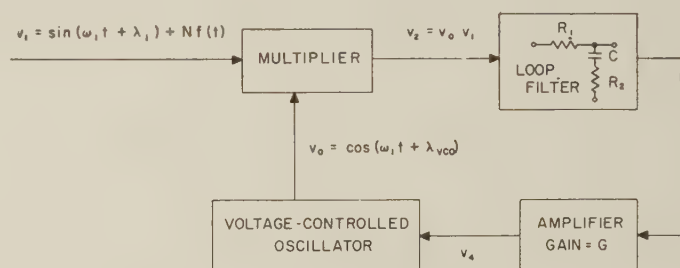 v₁ = sin (ω₁ t + λ₁) + N f(t)
MULTIPLIER
v₂ = v₀ v₁
R₁
C
R₂
LOOP
FILTER
v₀ = cos (ω₁ t + λ_VCO)
VOLTAGE-CONTROLLED
OSCILLATOR
v₄
AMPLIFIER
GAIN = G